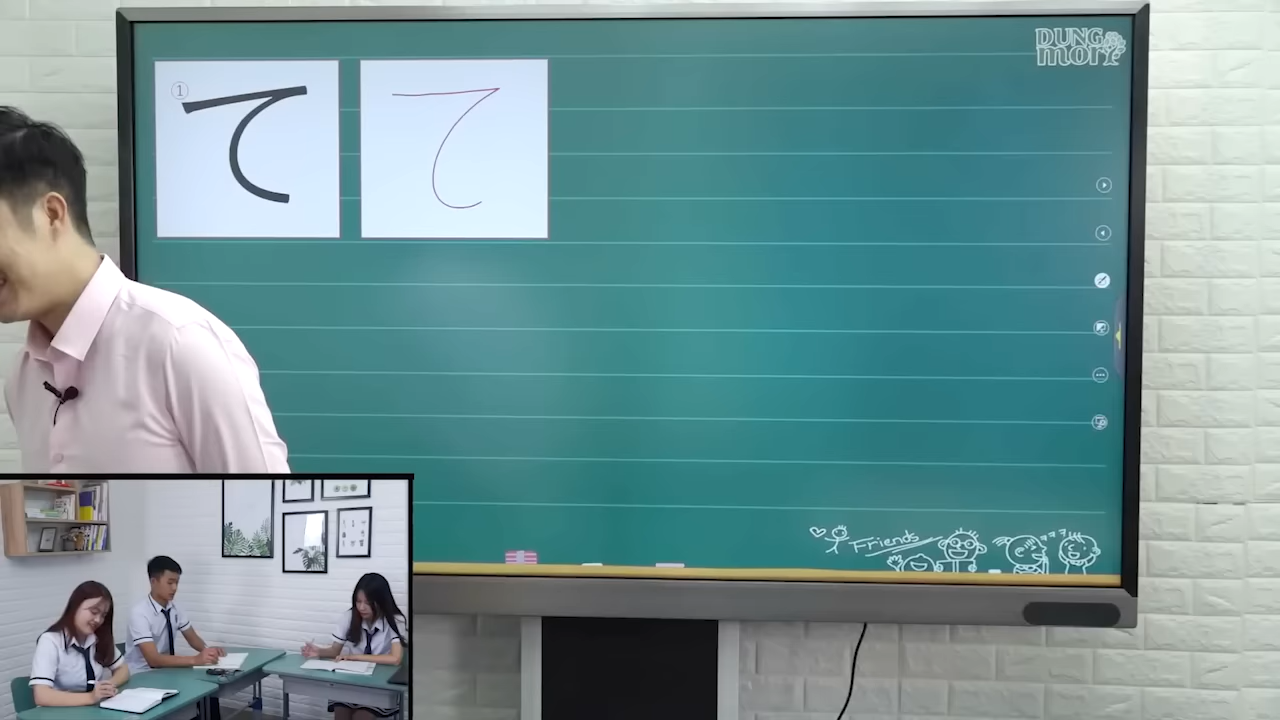 DUNG
mori
①
て
て
Friends